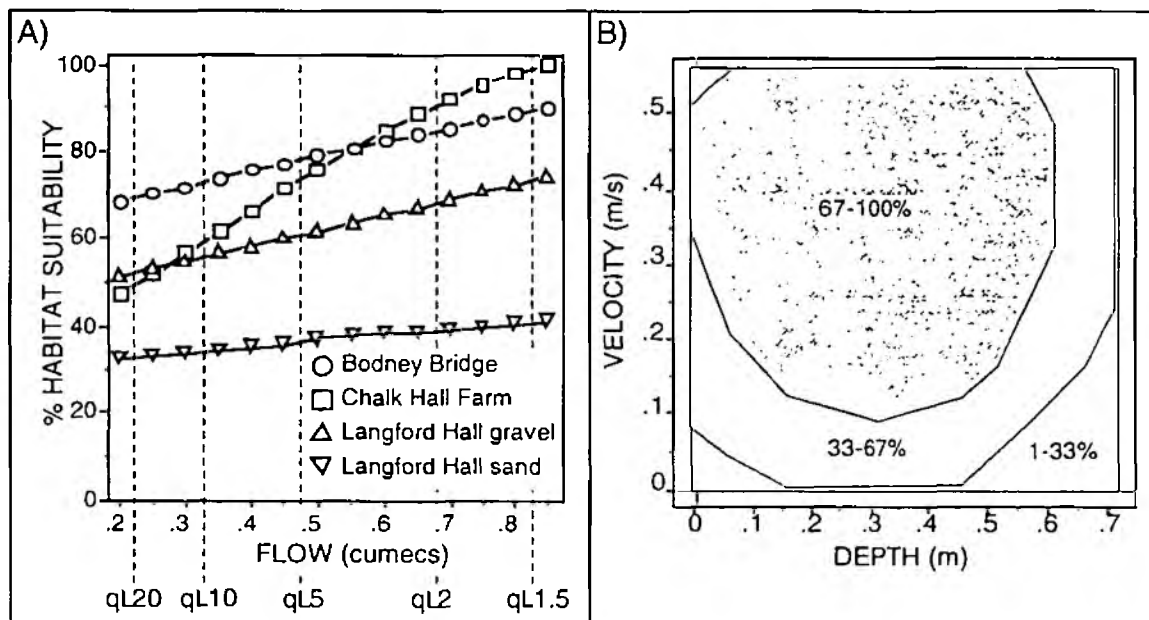 A)
% HABITAT SUITABILITY
100
80
60
40
20
0
○ Bodney Bridge
□ Chalk Hall Farm
△ Langford Hall gravel
▽ Langford Hall sand
.2 .3 .4 .5 .6 .7 .8
FLOW (cumecs)
qL20 qL10 qL5 qL2 qL1.5
B)
VELOCITY (m/s)
.5
.4
.3
.2
.1
0
67-100%
33-67%
1-33%
0 .1 .2 .3 .4 .5 .6 .7
DEPTH (m)